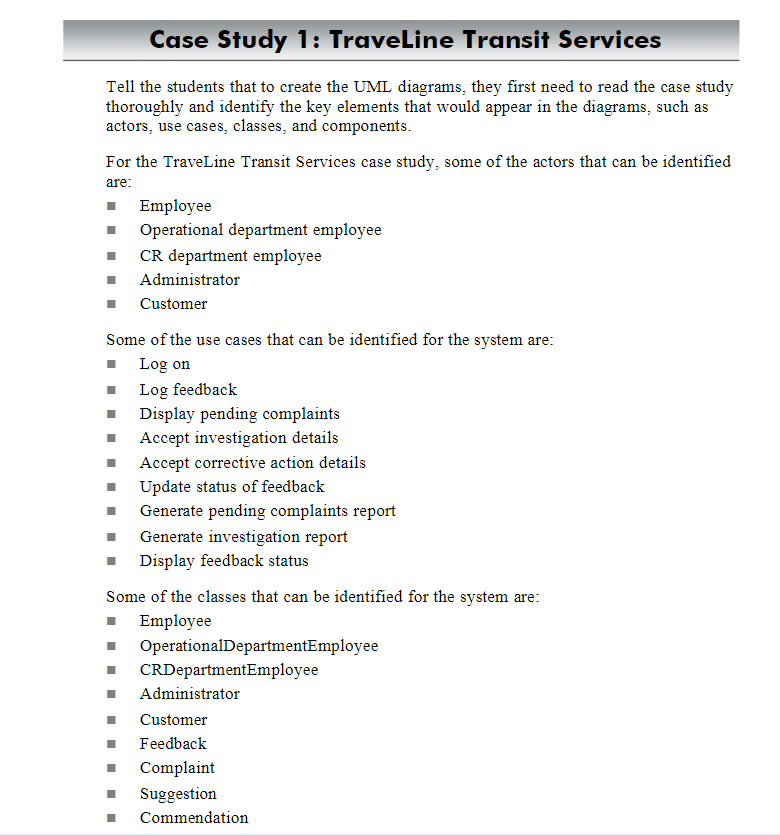 Case Study 1: TraveLine Transit Services
Tell the students that to create the UML diagrams, they first need to read the case study
thoroughly and identify the key elements that would appear in the diagrams, such as
actors, use cases, classes, and components.
For the TraveLine Transit Services case study, some of the actors that can be identified
are:
Employee
Operational department employee
CR department employee
Administrator
Customer
Some of the use cases that can be identified for the system are:
Log on
Log feedback
Display pending complaints
Accept investigation details
Accept corrective action details
Update status of feedback
Generate pending complaints report
Generate investigation report
Display feedback status
Some of the classes that can be identified for the system are:
Employee
OperationalDepartmentEmployee
CRDepartmentEmployee
Administrator
Customer
Feedback
Complaint
Suggestion
Commendation